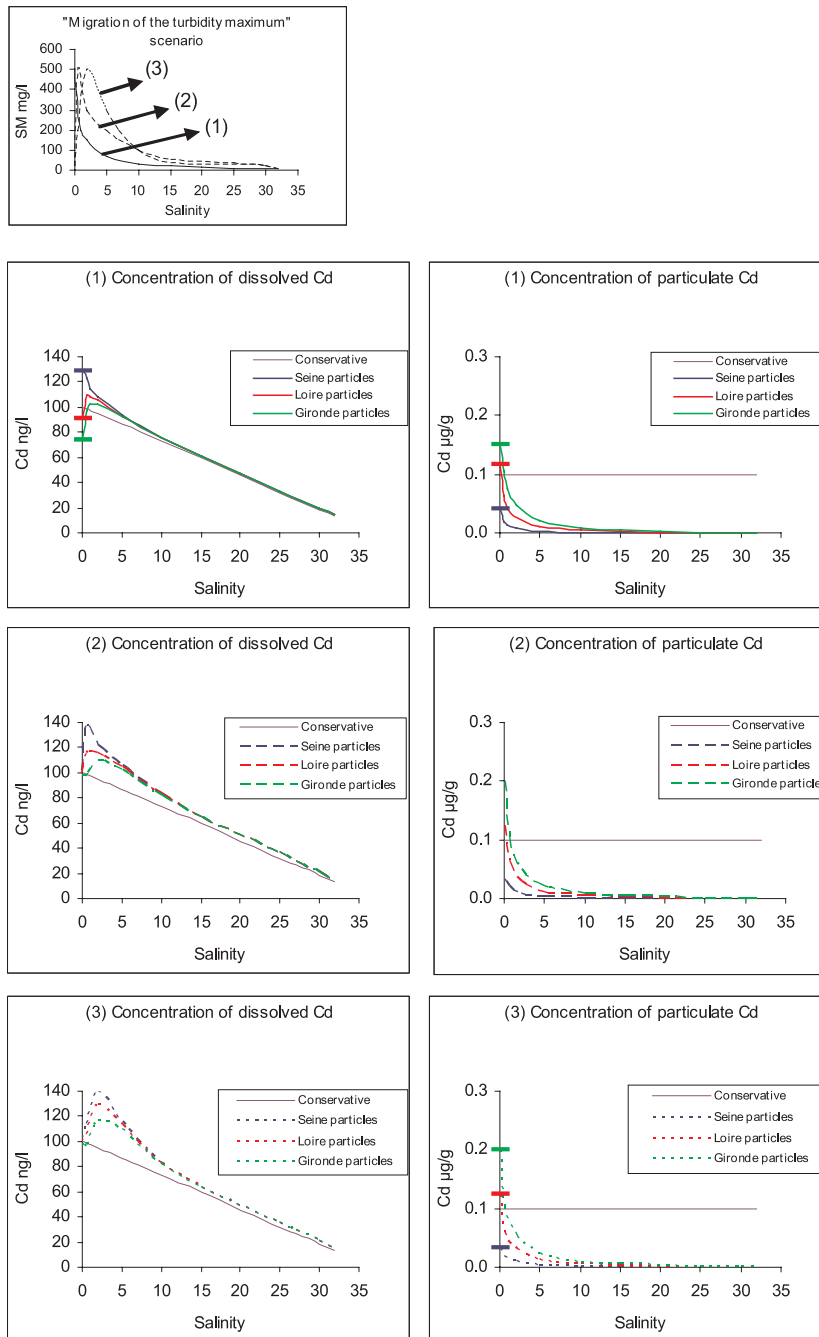 "Migration of the turbidity maximum"
scenario
600
500
400
300
200
100
0
SM mg/l
(3)
(2)
(1)
0 5 10 15 20 25 30 35
Salinity
(1) Concentration of dissolved Cd
140
120
100
80
60
40
20
0
Cd ng/l
Conservative
Seine particles
Loire particles
Gironde particles
0 5 10 15 20 25 30 35
Salinity
(1) Concentration of particulate Cd
0.3
0.2
0.1
0.0
Cd µg/g
Conservative
Seine particles
Loire particles
Gironde particles
0 5 10 15 20 25 30 35
Salinity
(2) Concentration of dissolved Cd
140
120
100
80
60
40
20
0
Cd ng/l
Conservative
Seine particles
Loire particles
Gironde particles
0 5 10 15 20 25 30 35
Salinity
(2) Concentration of particulate Cd
0.3
0.2
0.1
0.0
Cd µg/g
Conservative
Seine particles
Loire particles
Gironde particle
0 5 10 15 20 25 30 35
Salinity
(3) Concentration of dissolved Cd
140
120
100
80
60
40
20
0
Cd ng/l
Conservative
Seine particles
Loire particles
Gironde particles
0 5 10 15 20 25 30 35
Salinity
(3) Concentration of particulate Cd
0.3
0.2
0.1
0.0
Cd µg/g
Conservative
Seine particles
Loire particles
Gironde particles
0 5 10 15 20 25 30 35
Salinity